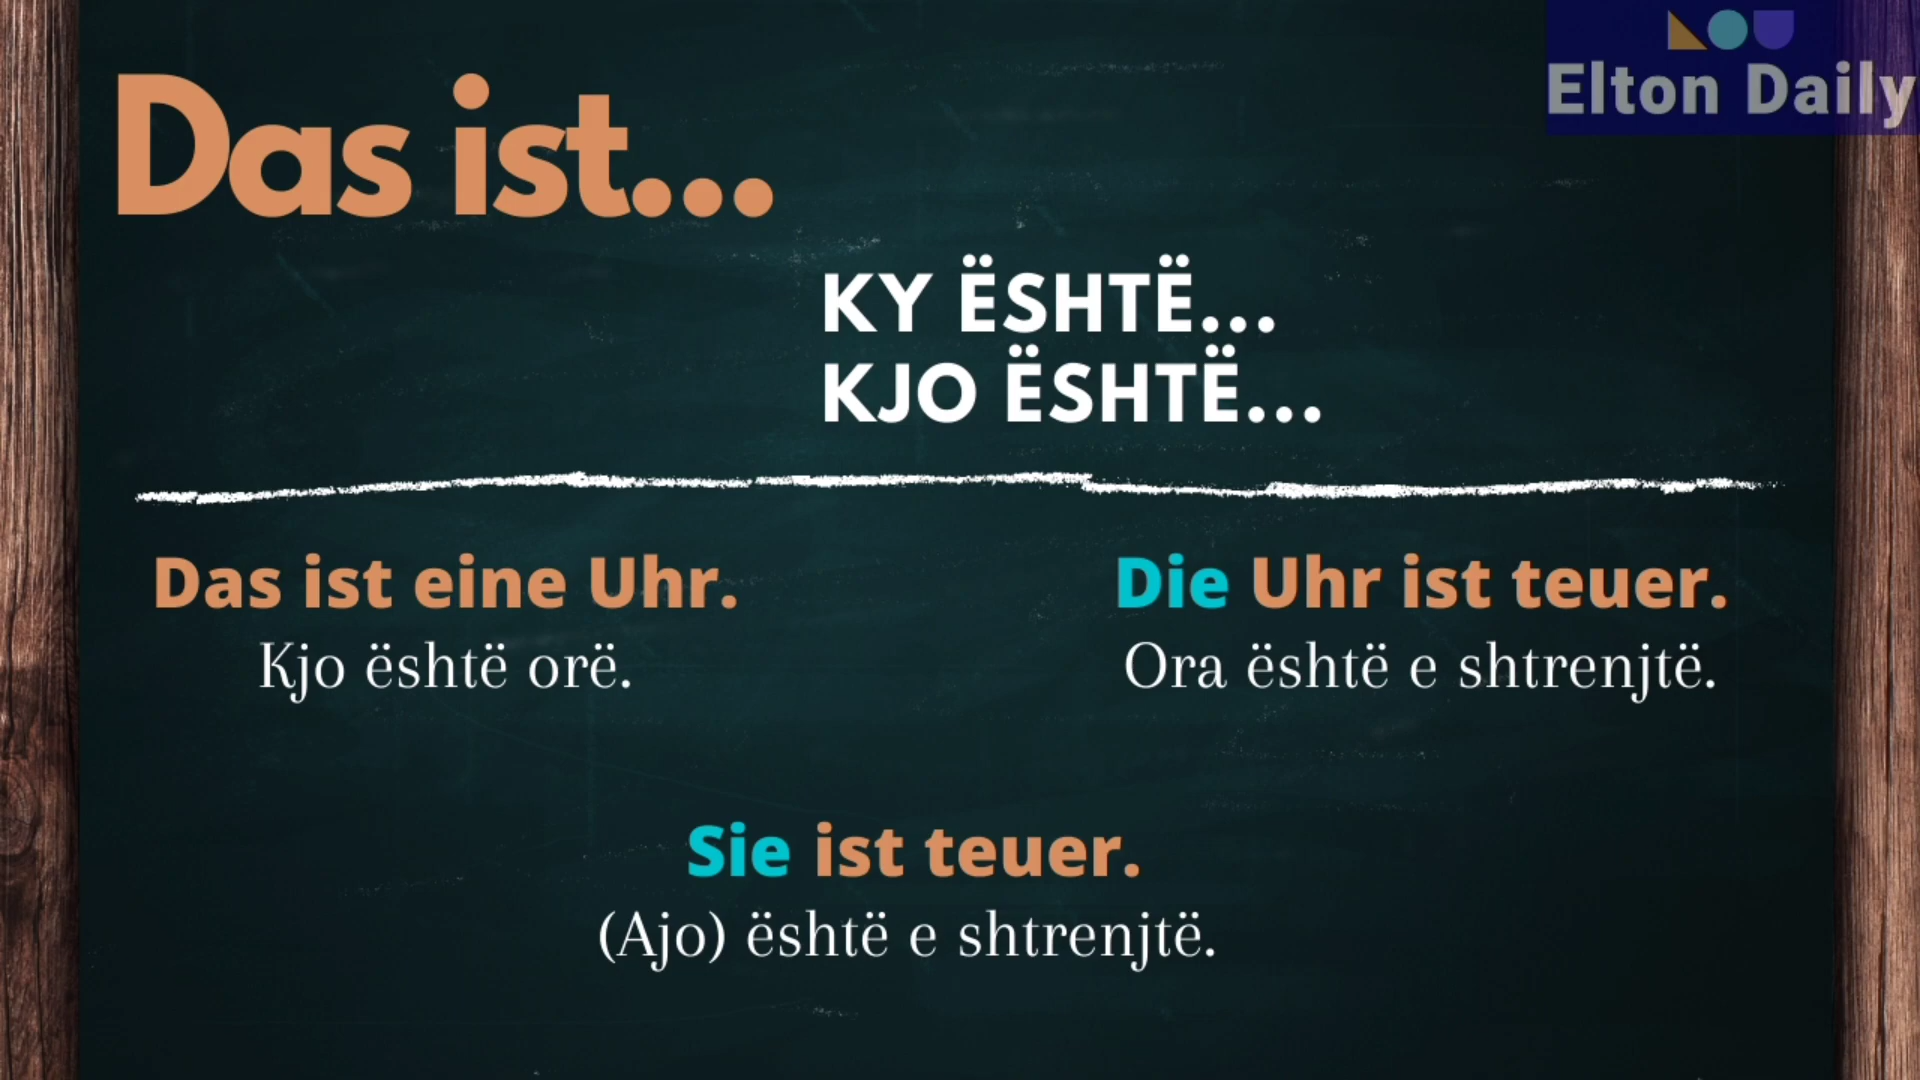 Elton Daily
Das ist...
KY ËSHTË...
KJO ËSHTË...
Das ist eine Uhr.
Kjo është orë.
Die Uhr ist teuer.
Ora është e shtrenjtë.
Sie ist teuer.
(Ajo) është e shtrenjtë.